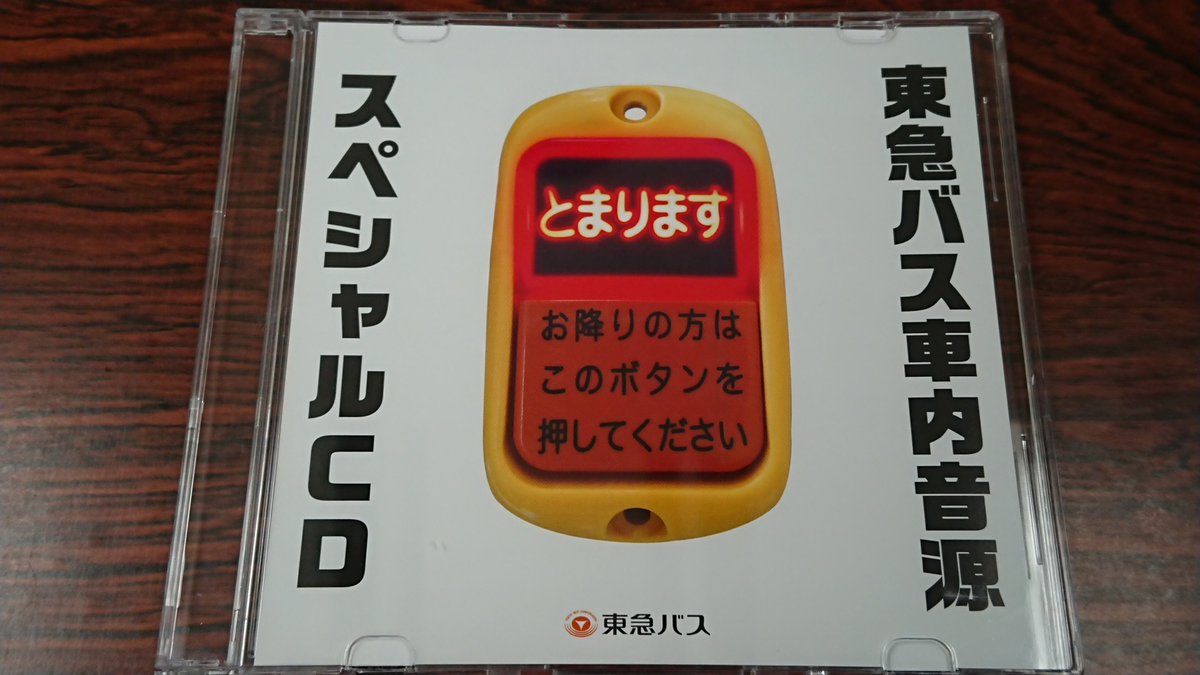 東急バス車内音源
スペシャルCD
とまります
お降りの方は
このボタンを
押してください
東急バス